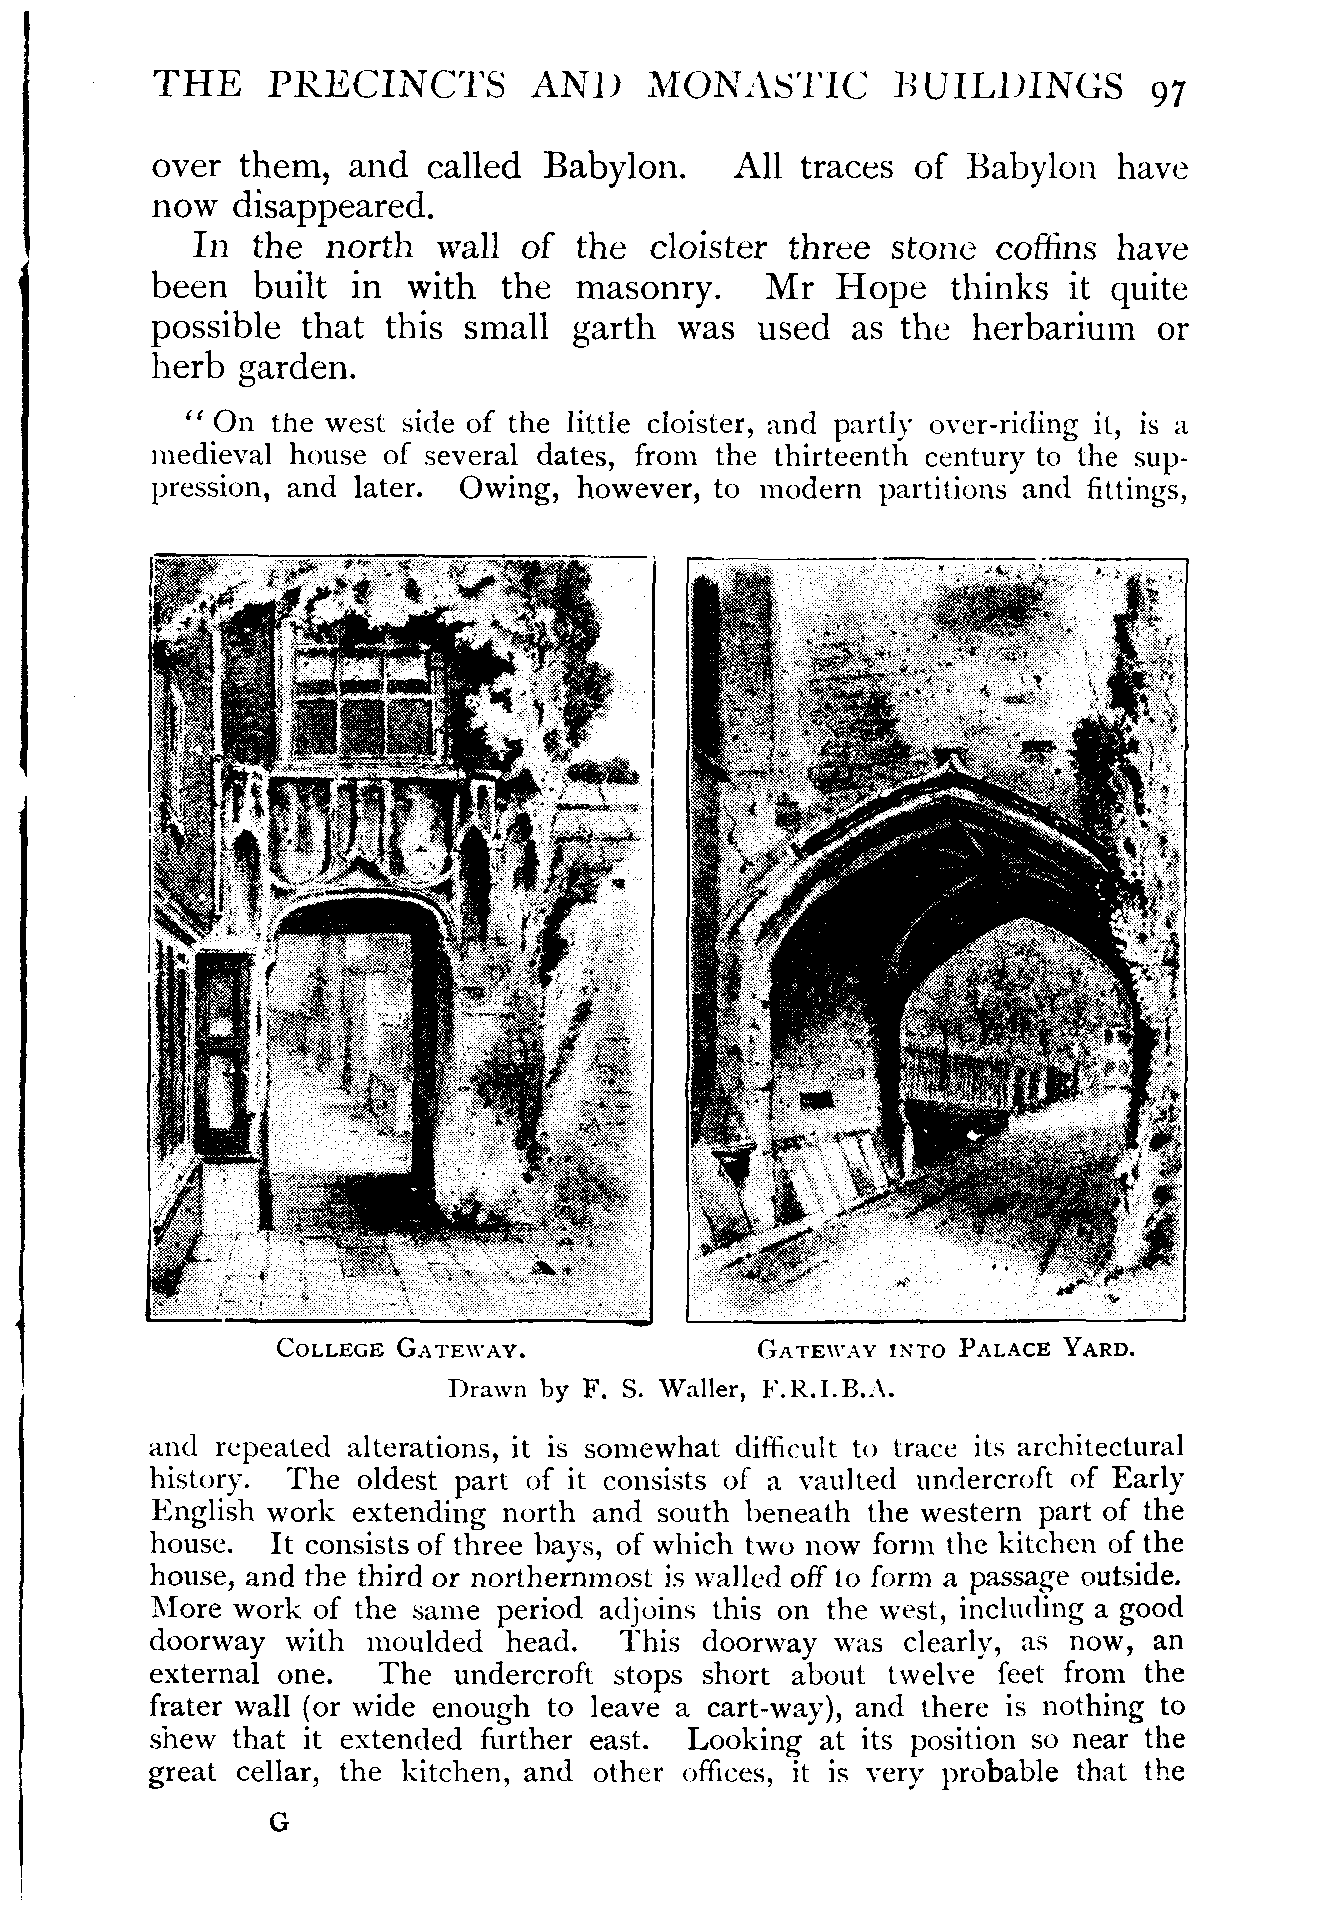 THE PRECINCTS AND MONASTIC BUILDINGS 97
over them, and called Babylon. All traces of Babylon have
now disappeared.
In the north wall of the cloister three stone coffins have
been built in with the masonry. Mr Hope thinks it quite
possible that this small garth was used as the herbarium or
herb garden.
"On the west side of the little cloister, and partly over-riding it, is a
medieval house of several dates, from the thirteenth century to the sup-
pression, and later. Owing, however, to modern partitions and fittings,
COLLEGE GATEWAY.
GATEWAY INTO PALACE YARD.
Drawn by F. S. Waller, F.R.I.B.A.
and repeated alterations, it is somewhat difficult to trace its architectural
history. The oldest part of it consists of a vaulted undercroft of Early
English work extending north and south beneath the western part of the
house. It consists of three bays, of which two now form the kitchen of the
house, and the third or northernmost is walled off to form a passage outside.
More work of the same period adjoins this on the west, including a good
doorway with moulded head. This doorway was clearly, as now, an
external one. The undercroft stops short about twelve feet from the
frater wall (or wide enough to leave a cart-way), and there is nothing to
shew that it extended further east. Looking at its position so near the
great cellar, the kitchen, and other offices, it is very probable that the
G